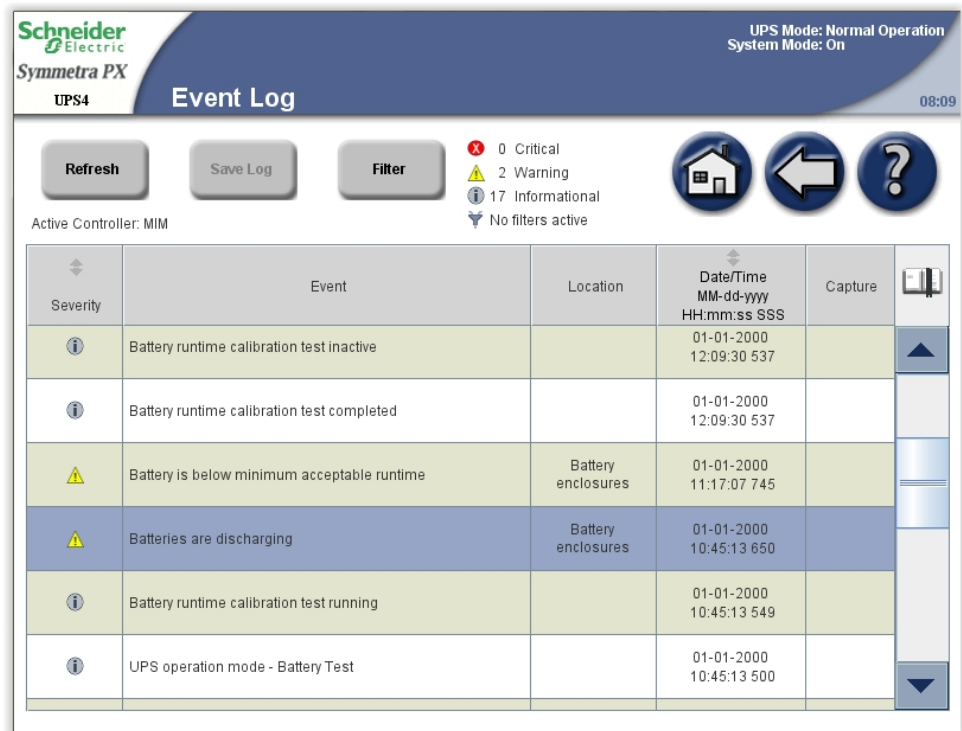 Schneider
Electric
Symmetra PX
UPS4
Event Log
UPS Mode: Normal Operation
System Mode: On
08:09
Refresh
Save Log
Filter
X 0 Critical
2 Warning
17 Informational
No filters active
?
Active Controller: MIM
Severity
Event
Location
Date/Time
MM-dd-yyyy
HH:mm:ss SSS
Capture
Battery runtime calibration test inactive
01-01-2000
12:09:30 537
Battery runtime calibration test completed
01-01-2000
12:09:30 537
Battery is below minimum acceptable runtime
Battery
enclosures
01-01-2000
11:17:07 745
Batteries are discharging
Battery
enclosures
01-01-2000
10:45:13 650
Battery runtime calibration test running
01-01-2000
10:45:13 549
UPS operation mode - Battery Test
01-01-2000
10:45:13 500